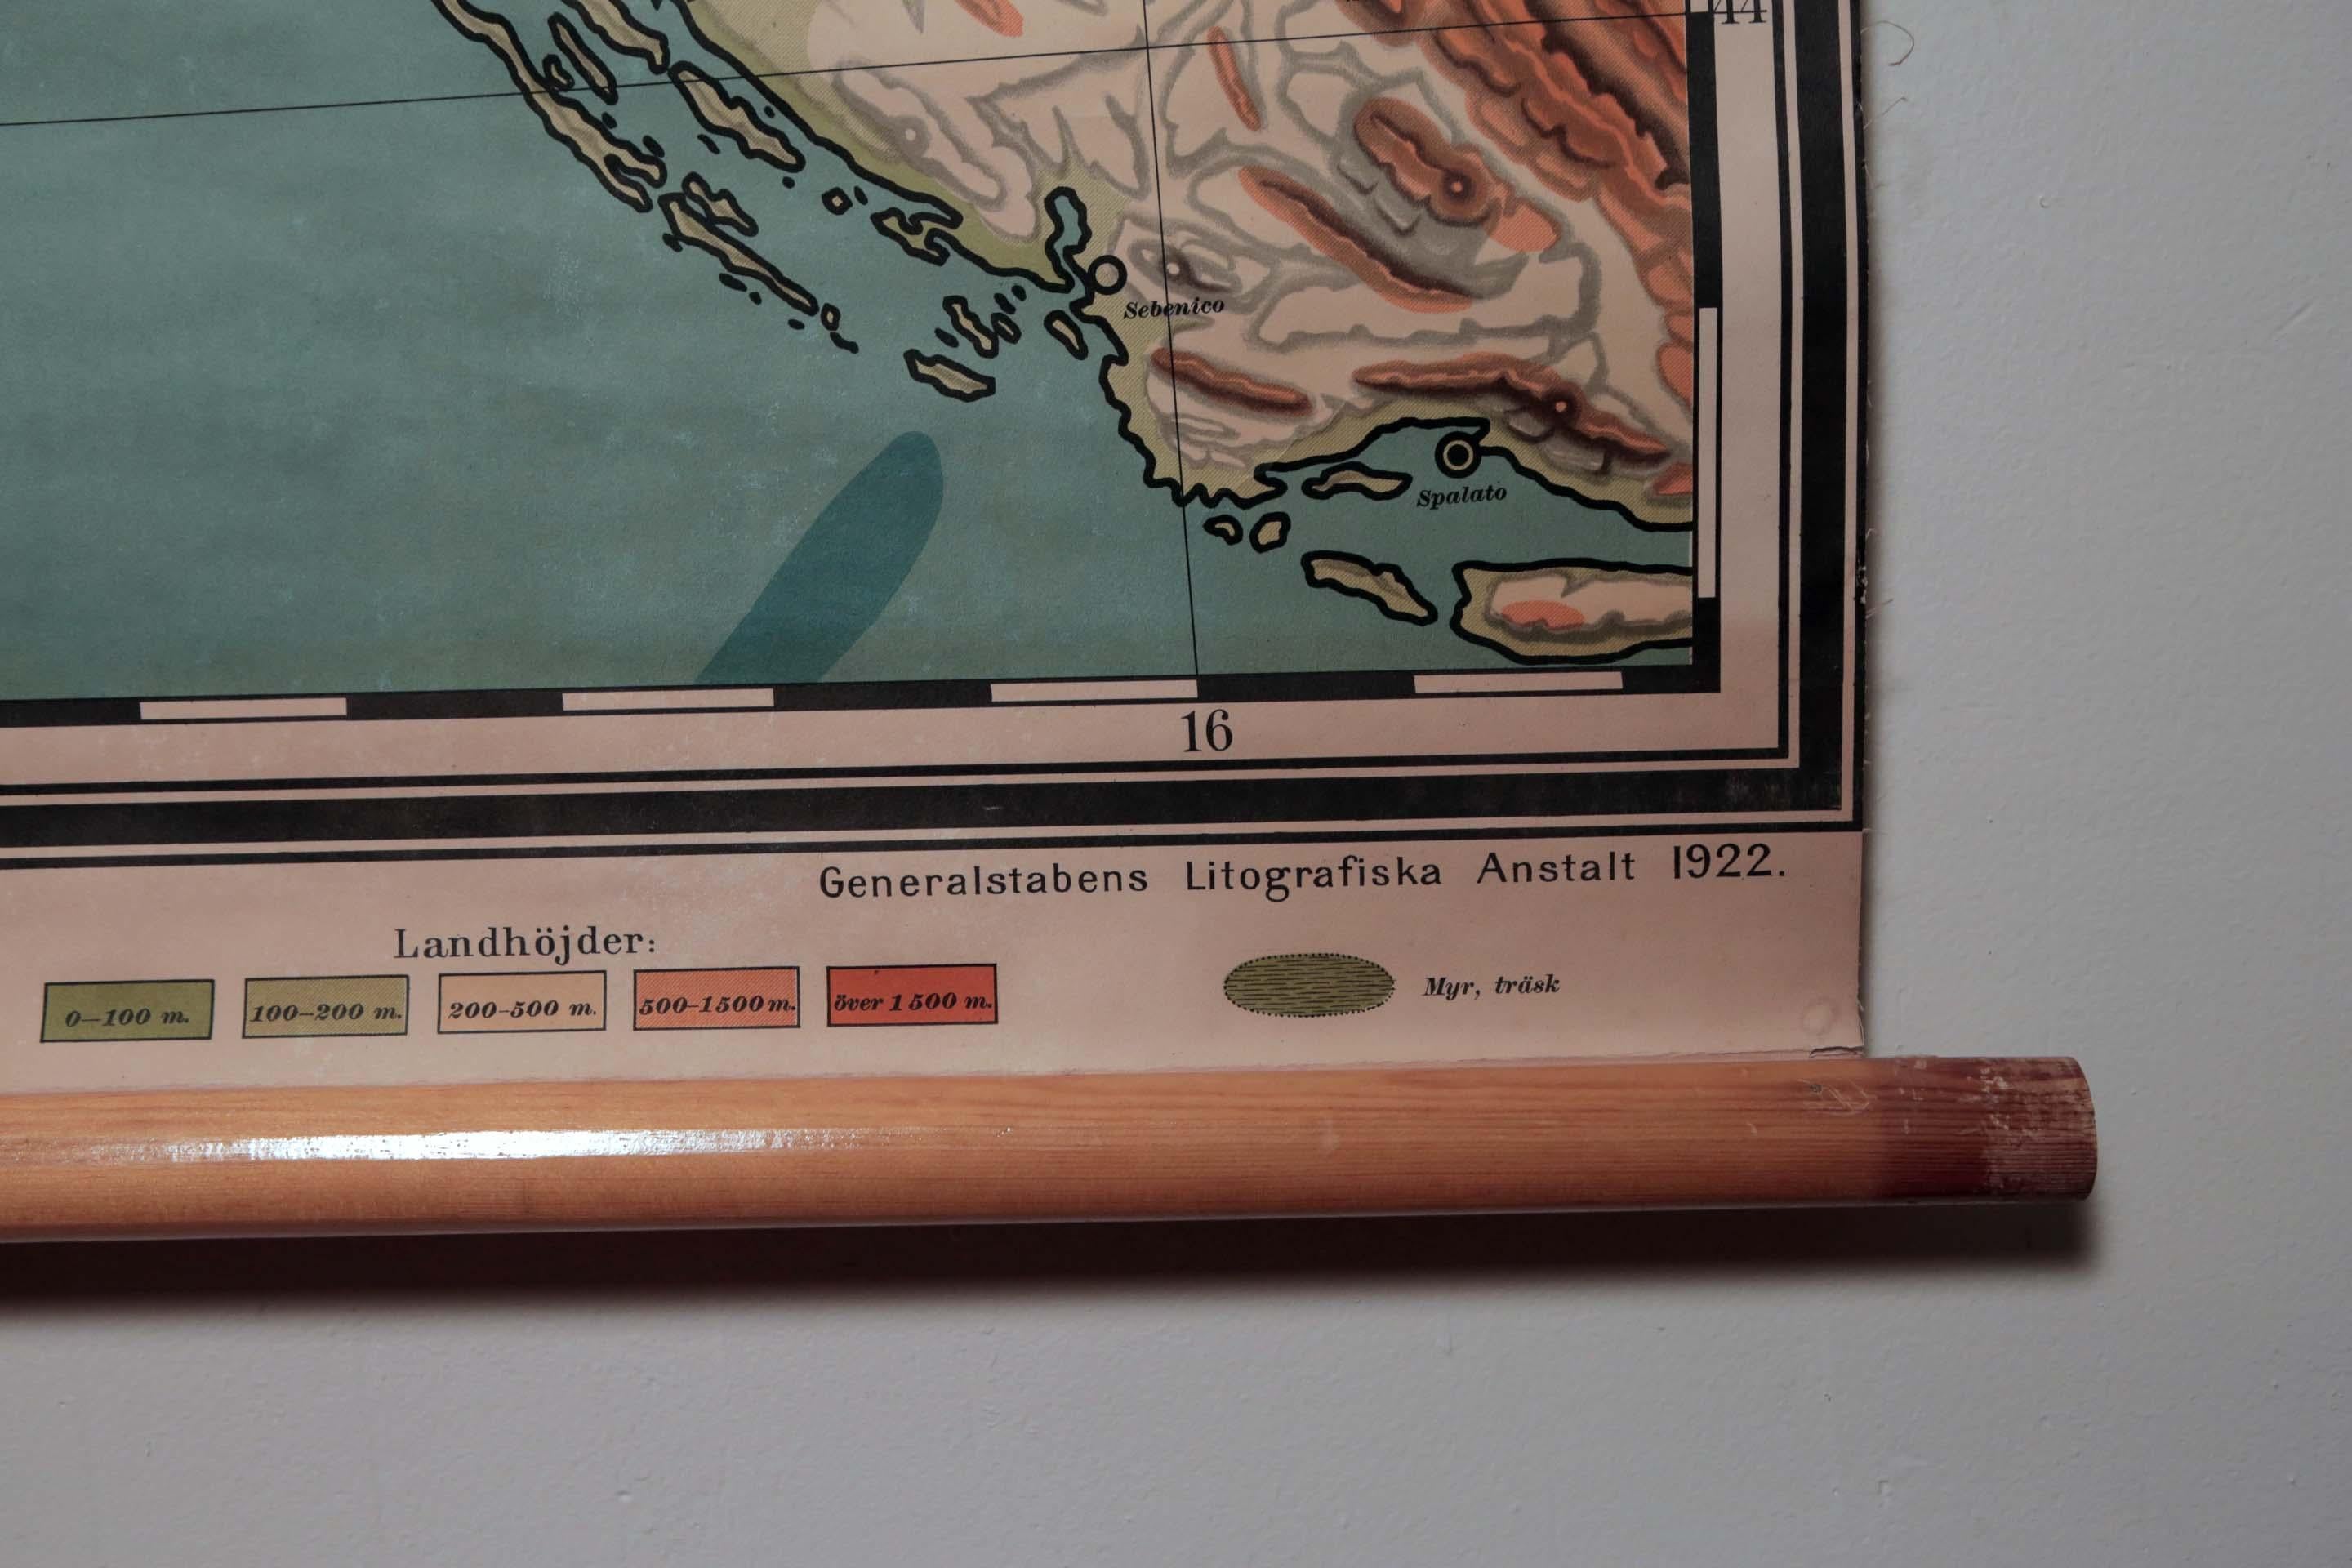 44
Sebenico
Spalato
16
Generalstabens Litografiska Anstalt 1922.
Landhöjder:
0–100 m.
100–200 m.
200–500 m.
500–1500 m.
över 1500 m.
Myr, träsk